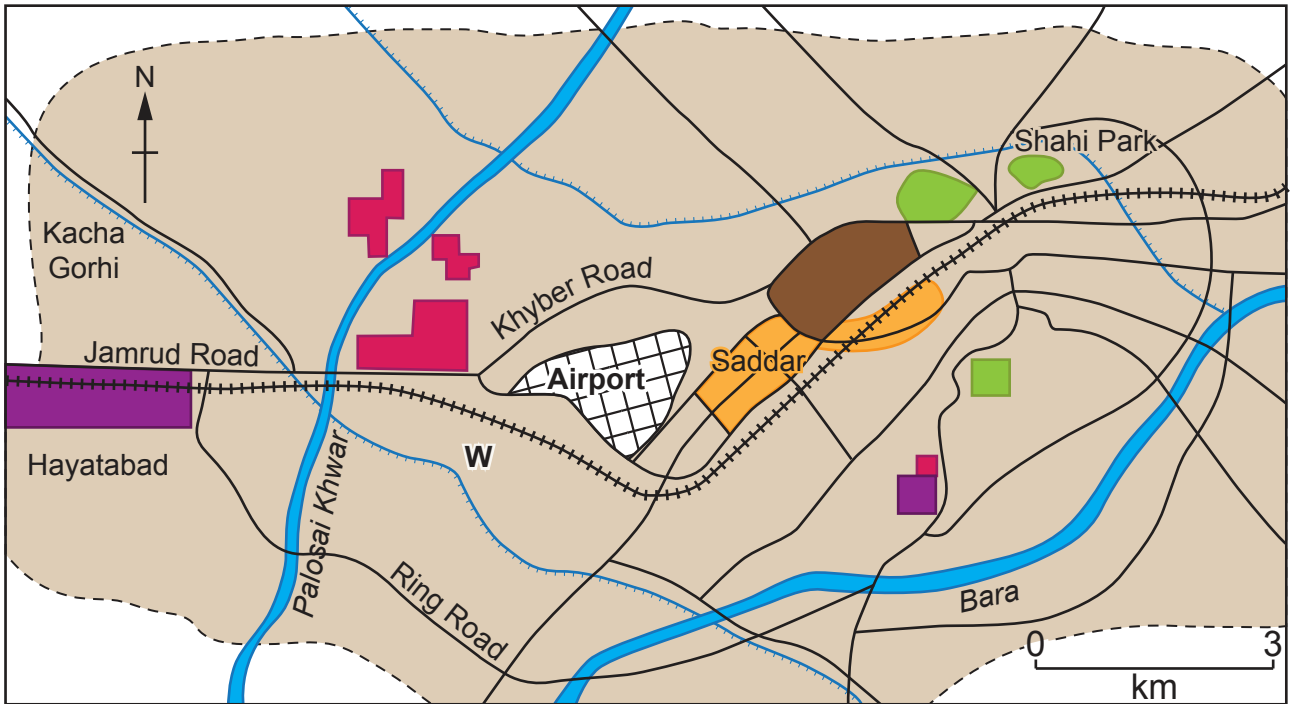 N
Shahi Park
Kacha
Gorhi
Khyber Road
Jamrud Road
Airport
Saddar
W
Hayatabad
Palosai Khwar
Ring Road
Bara
0 3
km